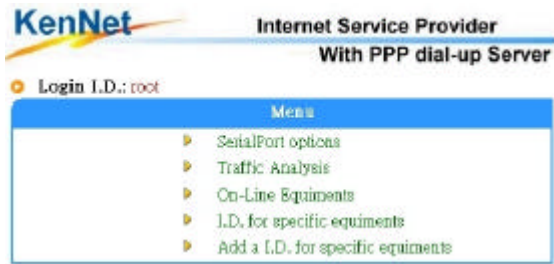 KenNet
Internet Service Provider
With PPP dial-up Server
Login I.D.: root
Menu
SerialPort options
Traffic Analysis
On-Line Equiments
I.D. for specific equiments
Add a I.D. for specific equiments